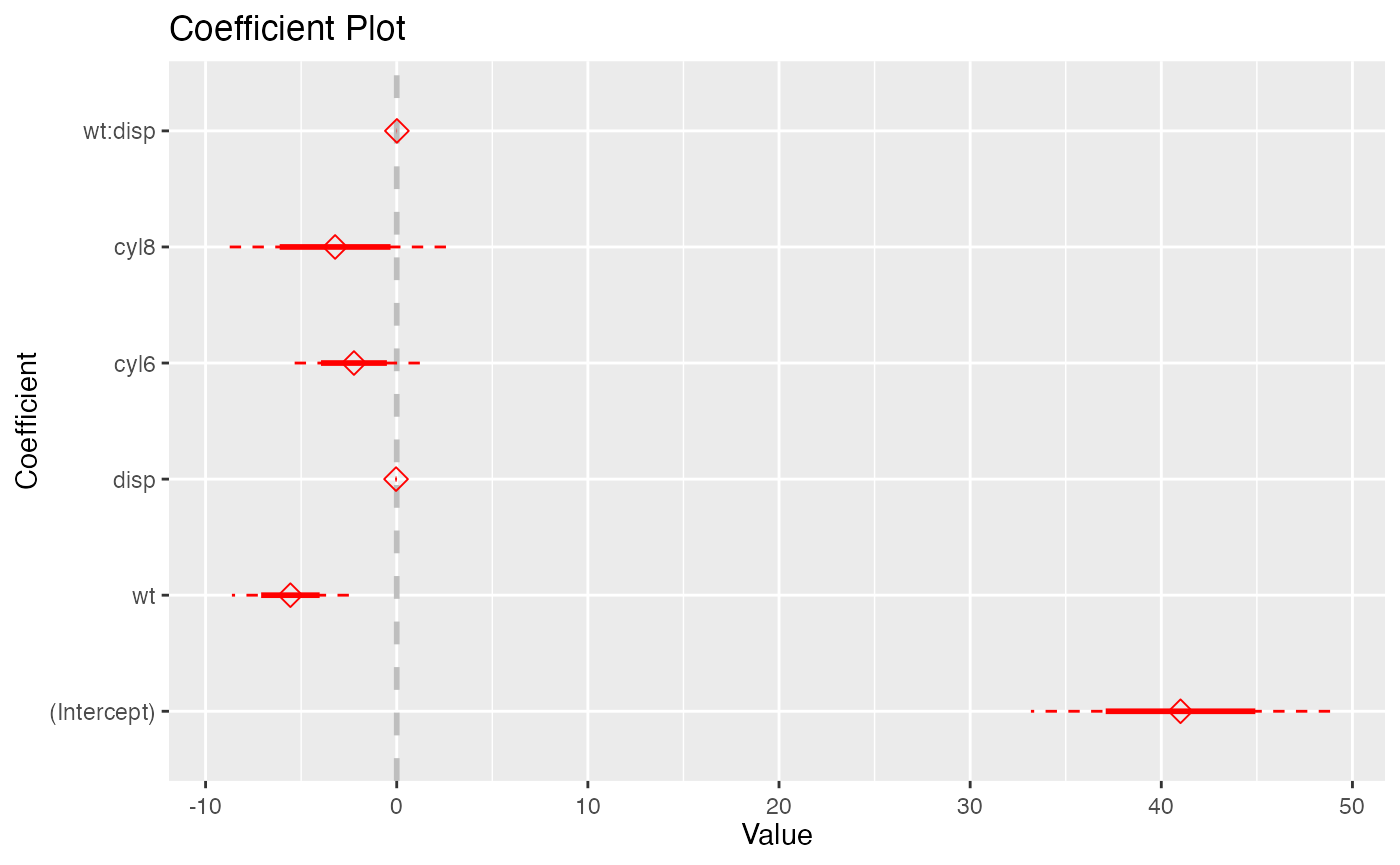 Coefficient Plot
wt:disp
cyl8
cyl6
disp
wt
(Intercept)
Coefficient
-10 0 10 20 30 40 50
Value